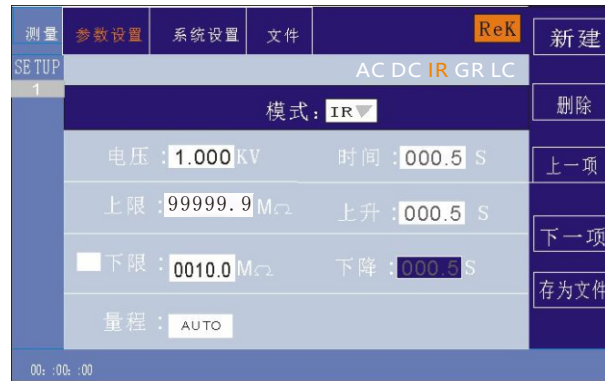 测量 参数设置 系统设置 文件 ReK 新建
SETUP AC DC IR GR LC
1
模式: IR 删除
电压 : 1.000 KV 时间 : 000.5 S 上一项
上限 : 99999.9 MΩ 上升 : 000.5 S
下限 : 0010.0 MΩ 下降 : 000.5 S 下一项
量程 : AUTO 存为文件
00: :00: :00